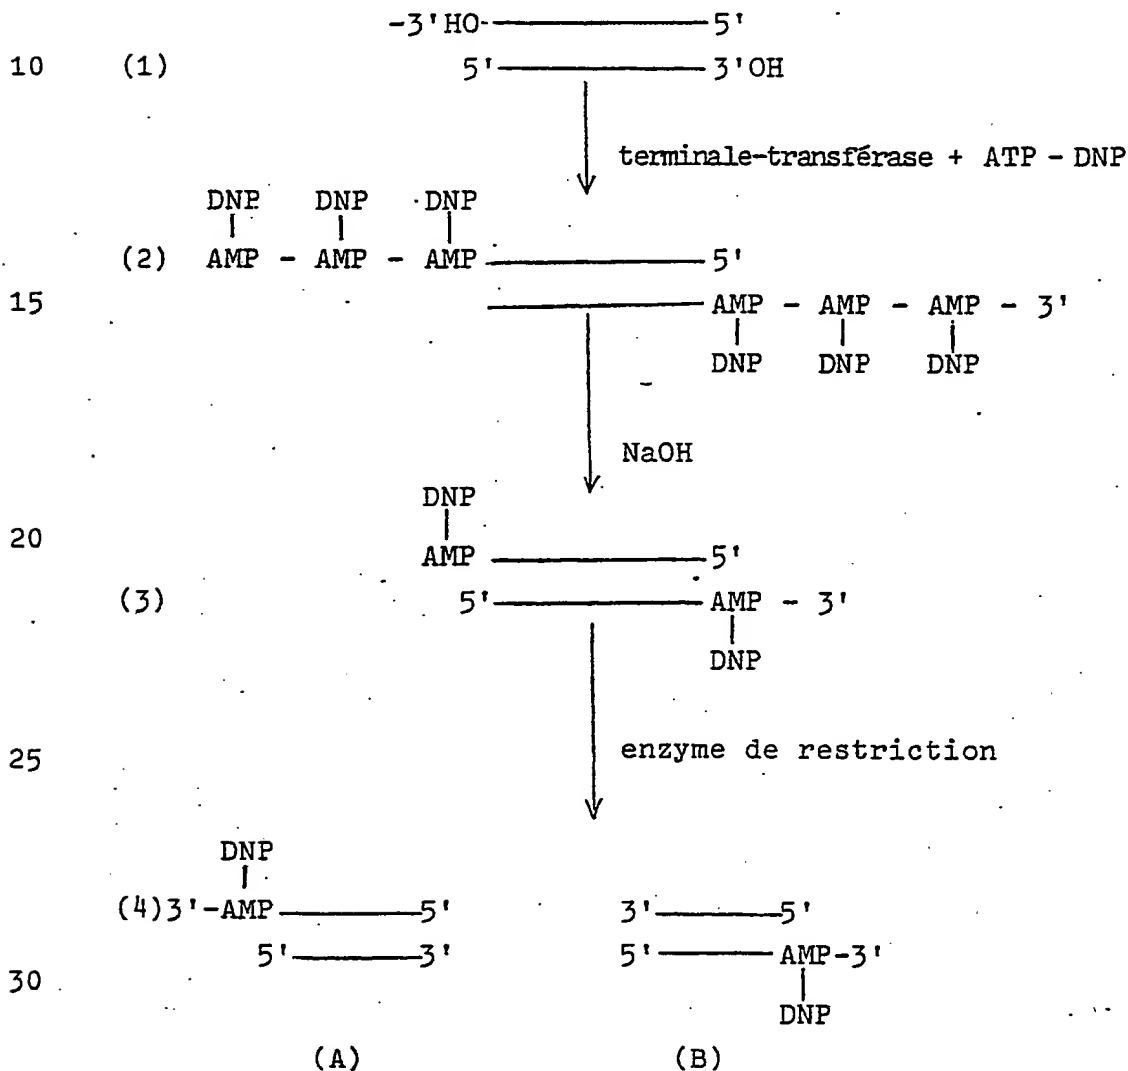 -3'HO- 5'
10 (1) 5' 3'OH
terminale-transférase + ATP - DNP
DNP DNP DNP
(2) AMP - AMP - AMP 5'
15 AMP - AMP - AMP - 3'
DNP DNP DNP
NaOH
DNP
20
AMP 5'
(3) 5' AMP - 3'
DNP
25 enzyme de restriction
DNP
(4)3'-AMP 5' 3' 5'
5' 3' 5' AMP-3'
30
DNP
(A) (B)